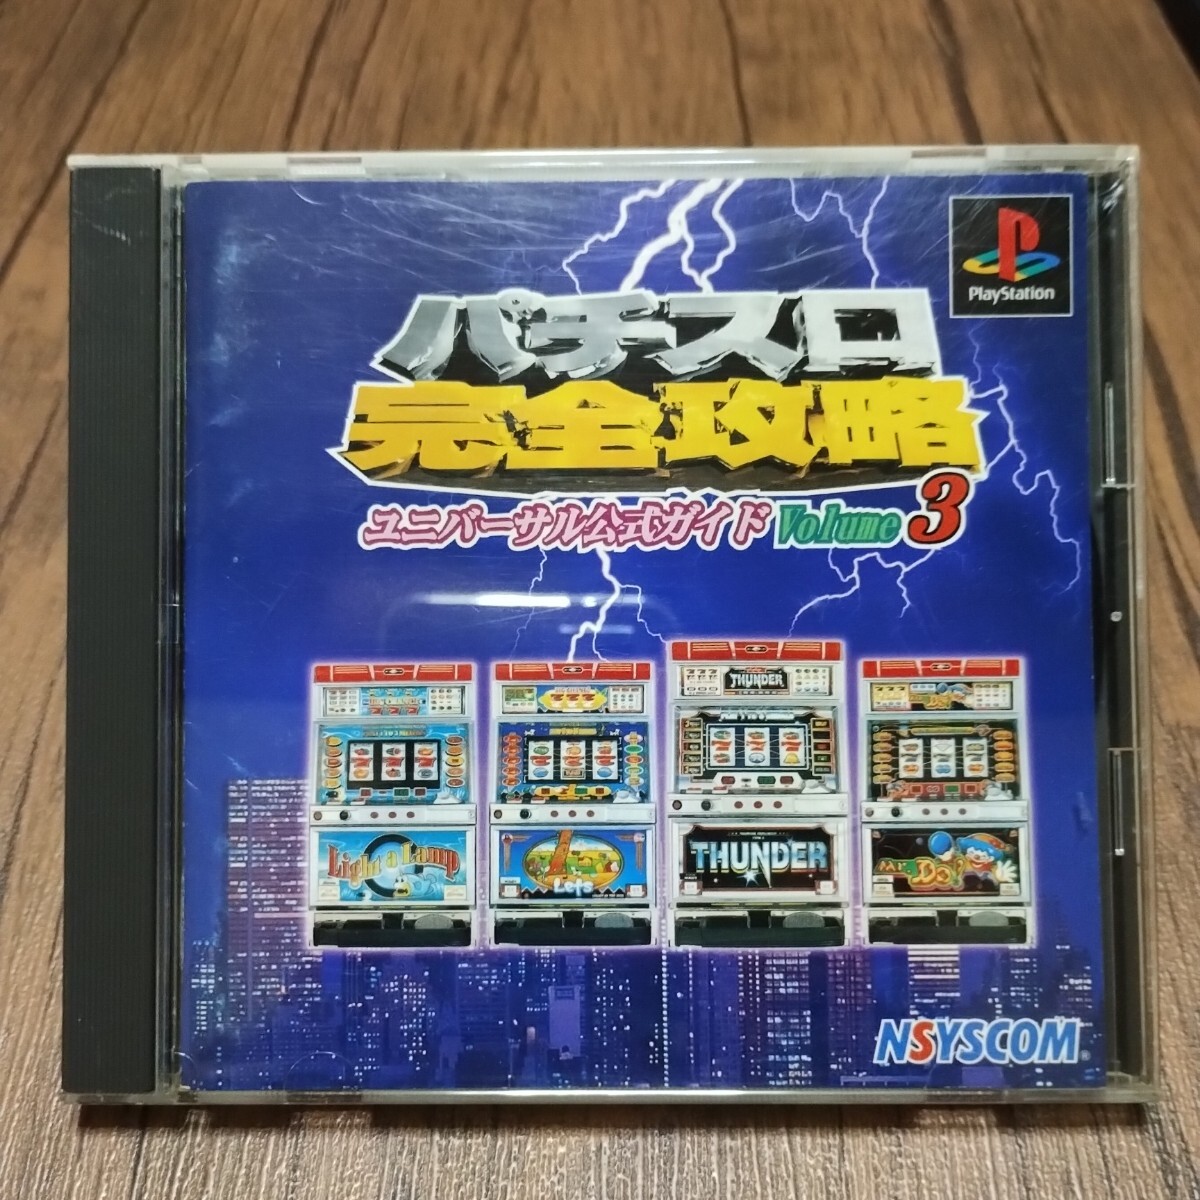 PlayStation
パチスロ
完全攻略
ユニバーサル公式ガイド Volume 3
THUNDER
Light a Lamp
Lets
THUNDER
Mr. Do!
NSYSCOM®